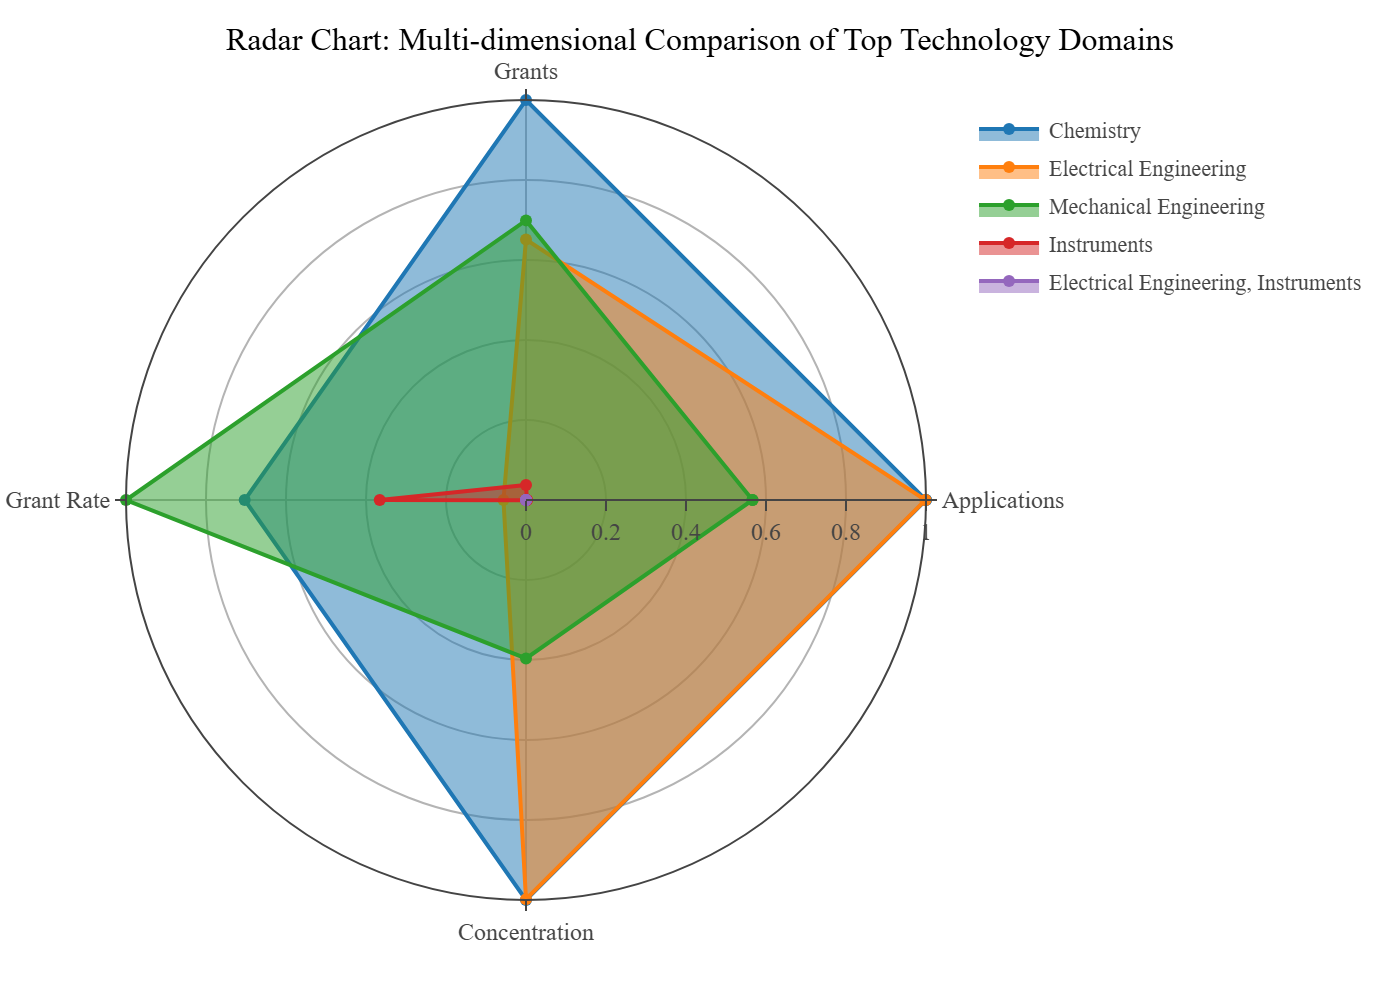 Radar Chart: Multi-dimensional Comparison of Top Technology Domains
Grants
Chemistry
Electrical Engineering
Mechanical Engineering
Instruments
Electrical Engineering, Instruments
Grant Rate
Applications
0 0.2 0.4 0.6 0.8 1
Concentration